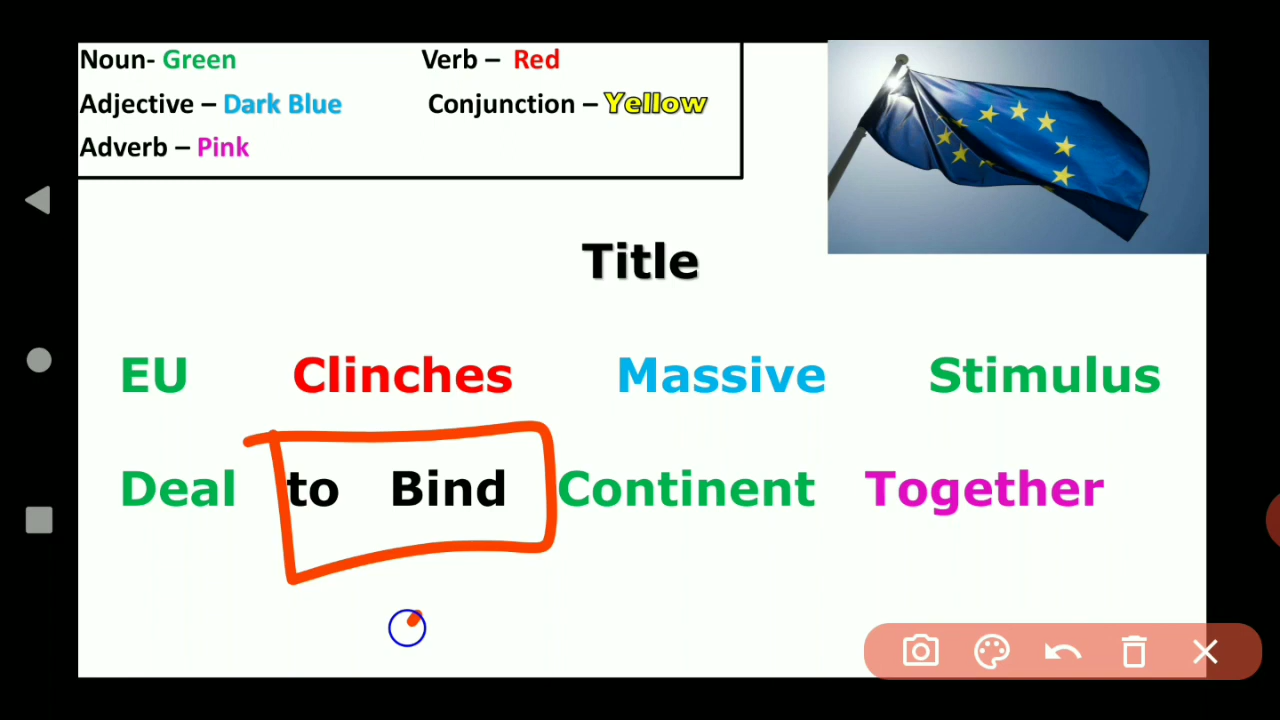 Noun- Green Verb – Red
Adjective – Dark Blue Conjunction – Yellow
Adverb – Pink
Title
EU Clinches Massive Stimulus
Deal to Bind Continent Together